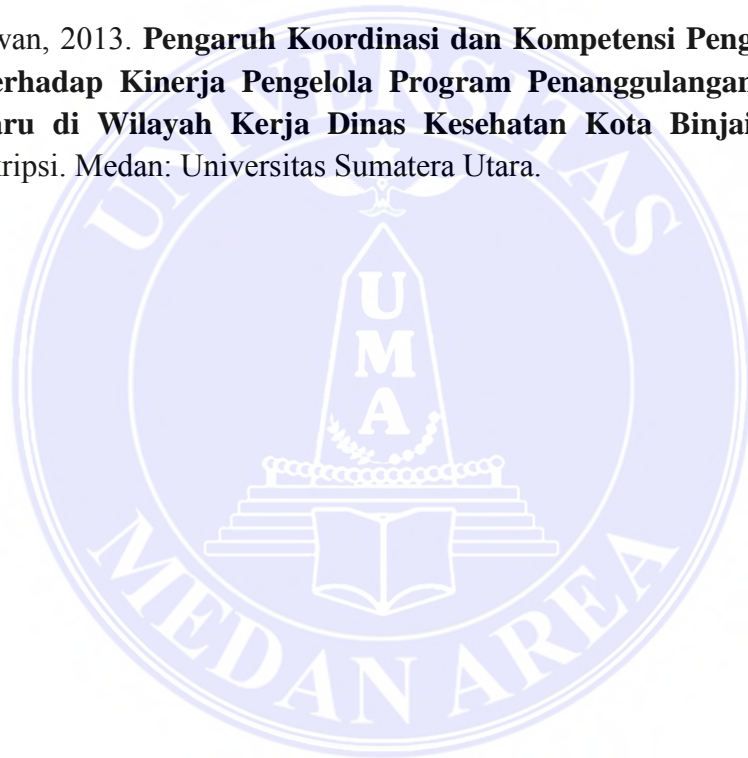 wan, 2013. Pengaruh Koordinasi dan Kompetensi Peng
erhadap Kinerja Pengelola Program Penanggulangan
aru di Wilayah Kerja Dinas Kesehatan Kota Binjai
kripsi. Medan: Universitas Sumatera Utara.
UNIVERSITAS
U
M
A
MEDAN AREA